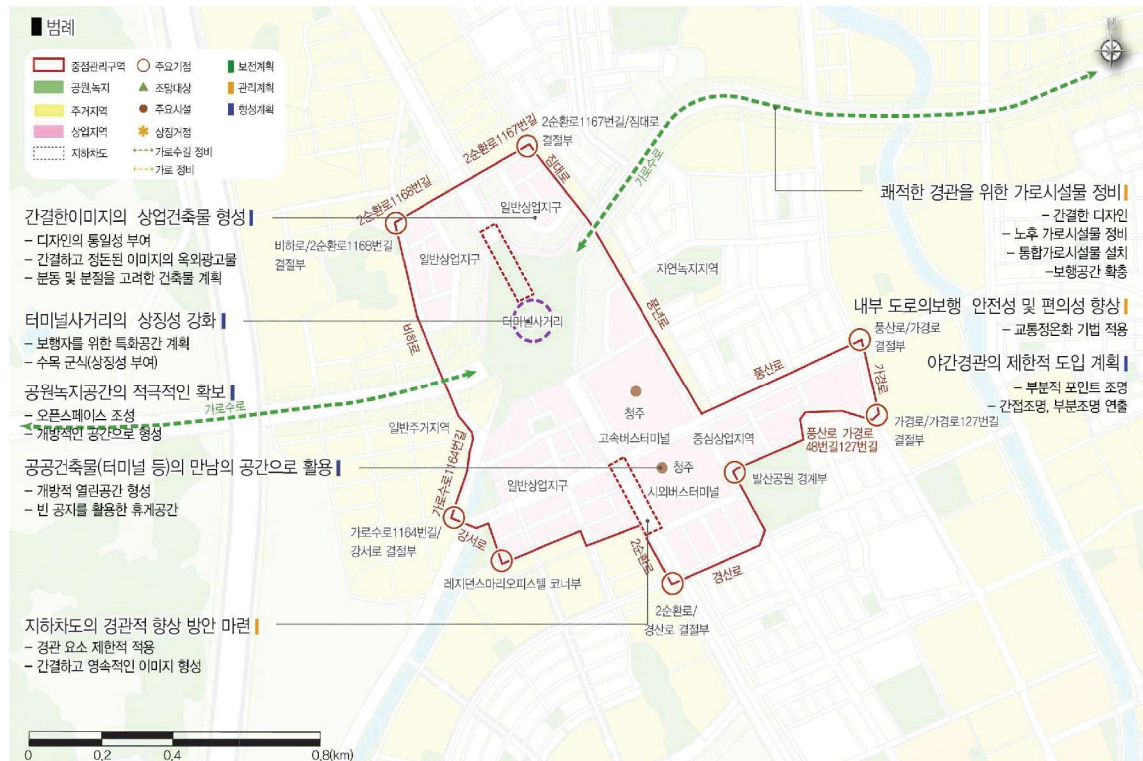 범례
중점관리구역
공원,녹지
주거지역
상업지역
지하차도
주요기점
조망대상
주요시설
상징거점
가로수길 정비
가로 정비
보전계획
관리계획
형성계획
N
간결한이미지의 상업건축물 형성
– 디자인의 통일성 부여
– 간결하고 정돈된 이미지의 옥외광고물
– 분동 및 분절을 고려한 건축물 계획
터미널사거리의 상징성 강화
– 보행자를 위한 특화공간 계획
– 수목 군식(상징성 부여)
공원녹지공간의 적극적인 확보
– 오픈스페이스 조성
– 개방적인 공간으로 형성
공공건축물(터미널 등)의 만남의 공간으로 활용
– 개방적 열린공간 형성
– 빈 공지를 활용한 휴게공간
지하차도의 경관적 향상 방안 마련
– 경관 요소 제한적 적용
– 간결하고 영속적인 이미지 형성
쾌적한 경관을 위한 가로시설물 정비
– 간결한 디자인
– 노후 가로시설물 정비
– 통합가로시설물 설치
–보행공간 확충
내부 도로의보행 안전성 및 편의성 향상
– 교통정온화 기법 적용
야간경관의 제한적 도입 계획
– 부분적 포인트 조명
– 간접조명, 부분조명 연출
2순환로1167번길
2순환로1167번길/짐대로
결절부
짐대로
가로수로
2순환로1168번길
비하로/2순환로1168번길
결절부
일반상업지구
일반상업지구
자연녹지지역
터미널사거리
비하로
풍년로
풍산로
풍산로/가경로
결절부
가경로
가경로/가경로127번길
결절부
풍산로 가경로
48번길127번길
가로수로
일반주거지역
청주
고속버스터미널
중심상업지역
청주
시외버스터미널
일반상업지구
발산공원 경계부
가로수로1164번길
가로수로1164번길/
강서로 결절부
강서로
레지던스마리오피스텔 코너부
2순환로
경산로
2순환로/
경산로 결절부
0
0.2
0.4
0.8(km)